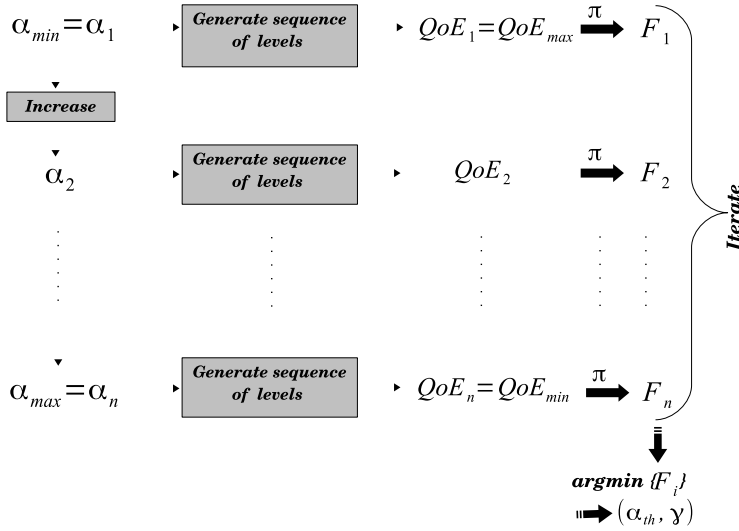 α_min=α_1 Generate sequence of levels QoE_1=QoE_max π F_1
Increase
α_2 Generate sequence of levels QoE_2 π F_2
Iterate
α_max=α_n Generate sequence of levels QoE_n=QoE_min π F_n
argmin {F_i}
(α_th, γ)